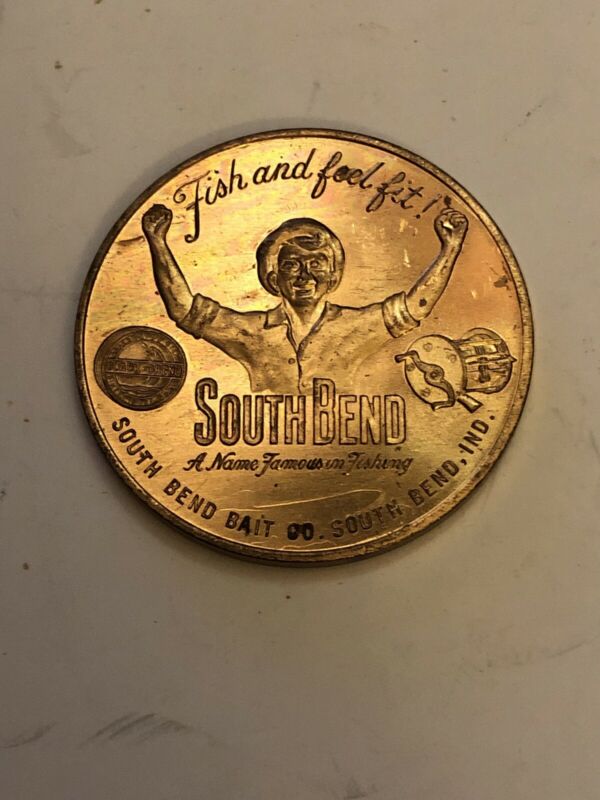 Fish and feel fit!
SOUTH BEND
A Name Famous in Fishing
SOUTH BEND BAIT CO. SOUTH BEND, IND.